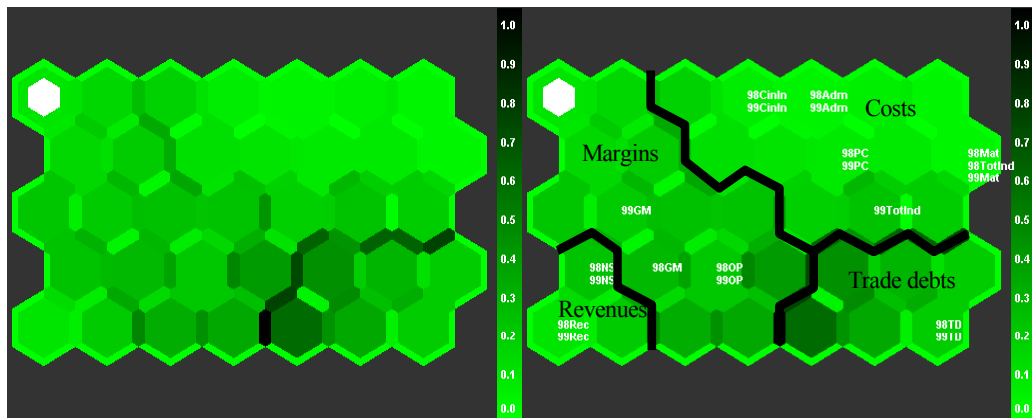 1.0
0.9
0.8
0.7
0.6
0.5
0.4
0.3
0.2
0.1
0.0
98CinIn
99CinIn
98Adm
99Adm
Costs
Margins
98PC
99PC
98Mat
98TotInd
99Mat
99GM
99TotInd
98NS
99NS
98GM
98OP
99OP
Trade debts
Revenues
98Rec
99Rec
98TD
99TD
1.0
0.9
0.8
0.7
0.6
0.5
0.4
0.3
0.2
0.1
0.0